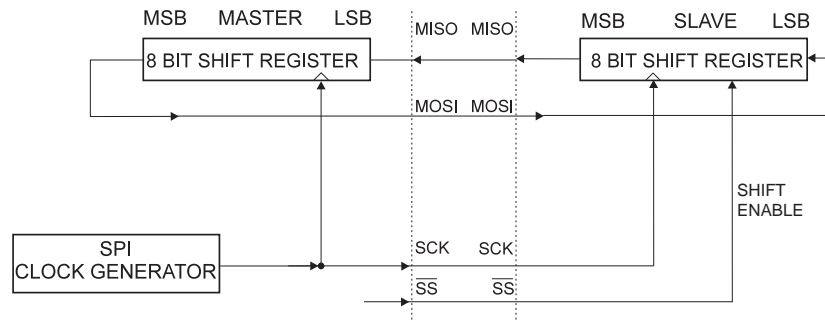 MSB MASTER LSB MISO MISO MSB SLAVE LSB
8 BIT SHIFT REGISTER 8 BIT SHIFT REGISTER
MOSI MOSI
SHIFT
ENABLE
SPI
CLOCK GENERATOR
SCK SCK
SS SS